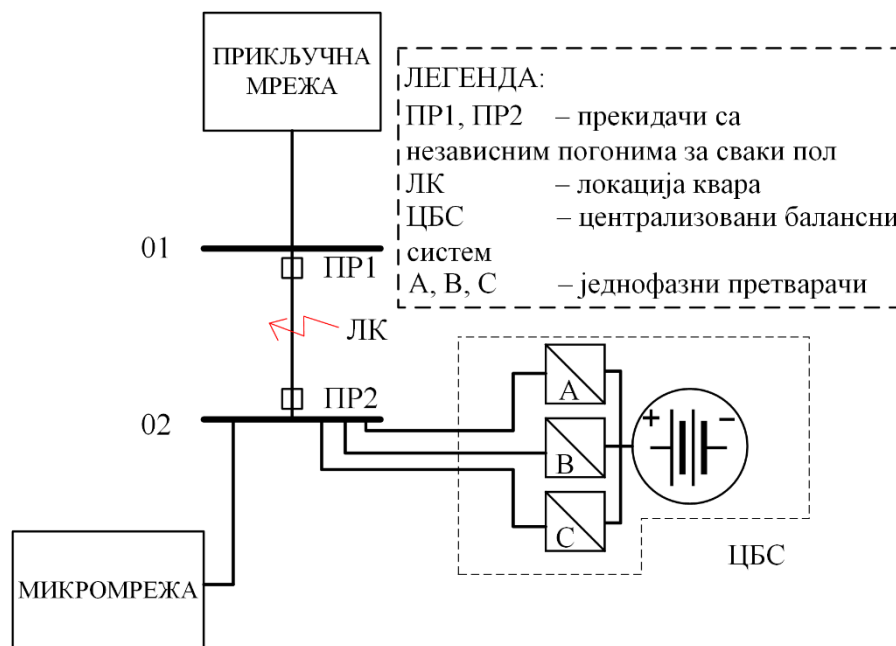 ПРИКЉУЧНА
МРЕЖА
ЛЕГЕНДА:
ПР1, ПР2 – прекидачи са
независним погонима за сваки пол
ЛК – локација квара
ЦБС – централизовани балансни
систем
А, В, С – једнофазни претварачи
01
ПР1
ЛК
ПР2
02
А
В
С
+
–
ЦБС
МИКРОМРЕЖА